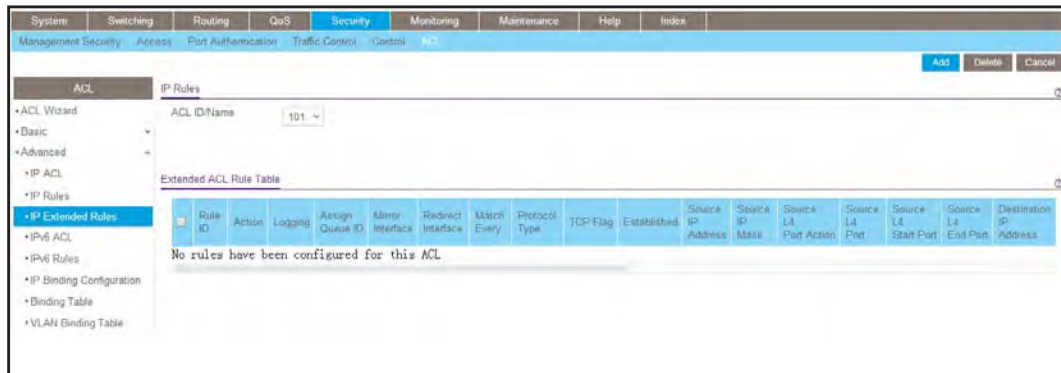 System Switching Routing QoS Security Monitoring Maintenance Help Index
Management Security Access Port Authentication Traffic Control Control ACL
Add Delete Cancel
ACL
• ACL Wizard
• Basic
• Advanced
• IP ACL
• IP Rules
• IP Extended Rules
• IPv6 ACL
• IPv6 Rules
• IP Binding Configuration
• Binding Table
• VLAN Binding Table
IP Rules
ACL ID/Name 101
Extended ACL Rule Table
Rule ID Action Logging Assign Queue ID Mirror Interface Redirect Interface Match Every Protocol Type TCP Flag Established Source IP Address Source IP Mask Source L4 Port Action Source L4 Port Source L4 Start Port Source L4 End Port Destination IP Address
No rules have been configured for this ACL